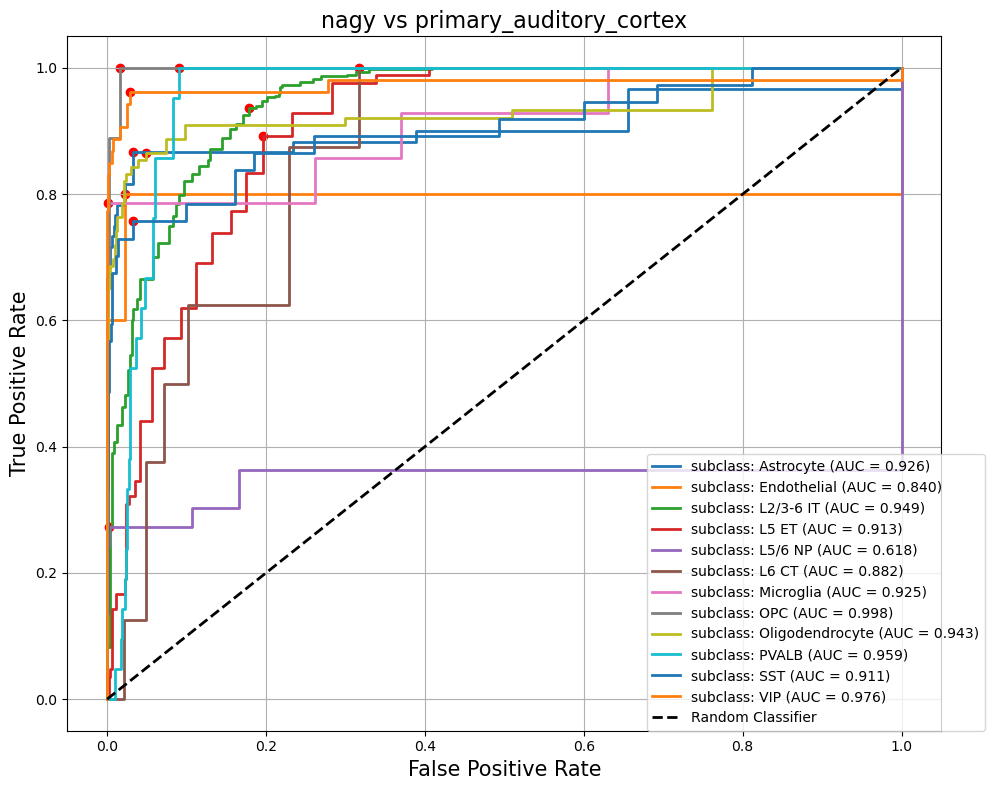 nagy vs primary_auditory_cortex
True Positive Rate
1.0
0.8
0.6
0.4
0.2
0.0
subclass: Astrocyte (AUC = 0.926)
subclass: Endothelial (AUC = 0.840)
subclass: L2/3-6 IT (AUC = 0.949)
subclass: L5 ET (AUC = 0.913)
subclass: L5/6 NP (AUC = 0.618)
subclass: L6 CT (AUC = 0.882)
subclass: Microglia (AUC = 0.925)
subclass: OPC (AUC = 0.998)
subclass: Oligodendrocyte (AUC = 0.943)
subclass: PVALB (AUC = 0.959)
subclass: SST (AUC = 0.911)
subclass: VIP (AUC = 0.976)
Random Classifier
0.0 0.2 0.4 0.6 0.8 1.0
False Positive Rate